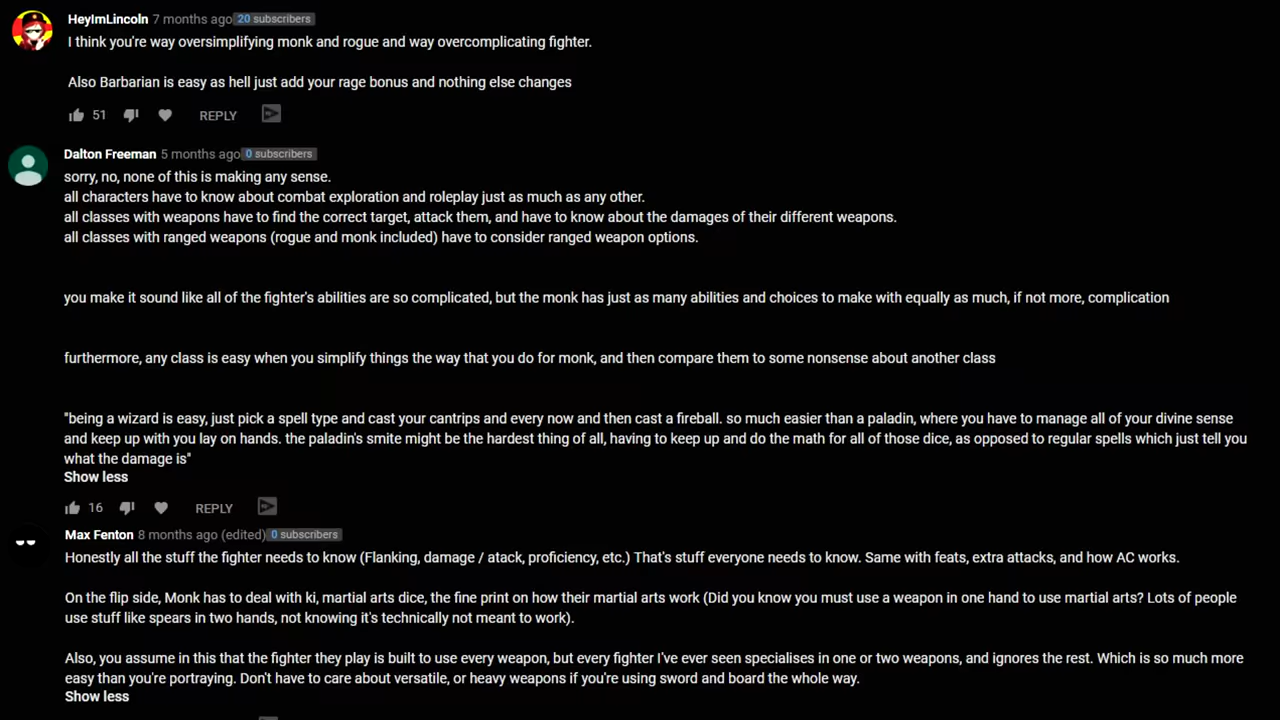 HeyImLincoln 7 months ago 20 subscribers
I think you're way oversimplifying monk and rogue and way overcomplicating fighter.
Also Barbarian is easy as hell just add your rage bonus and nothing else changes
51 REPLY
Dalton Freeman 5 months ago 0 subscribers
sorry, no, none of this is making any sense.
all characters have to know about combat exploration and roleplay just as much as any other.
all classes with weapons have to find the correct target, attack them, and have to know about the damages of their different weapons.
all classes with ranged weapons (rogue and monk included) have to consider ranged weapon options.
you make it sound like all of the fighter's abilities are so complicated, but the monk has just as many abilities and choices to make with equally as much, if not more, complication
furthermore, any class is easy when you simplify things the way that you do for monk, and then compare them to some nonsense about another class
"being a wizard is easy, just pick a spell type and cast your cantrips and every now and then cast a fireball. so much easier than a paladin, where you have to manage all of your divine sense
and keep up with you lay on hands. the paladin's smite might be the hardest thing of all, having to keep up and do the math for all of those dice, as opposed to regular spells which just tell you
what the damage is"
Show less
16 REPLY
Max Fenton 8 months ago (edited) 0 subscribers
Honestly all the stuff the fighter needs to know (Flanking, damage / atack, proficiency, etc.) That's stuff everyone needs to know. Same with feats, extra attacks, and how AC works.
On the flip side, Monk has to deal with ki, martial arts dice, the fine print on how their martial arts work (Did you know you must use a weapon in one hand to use martial arts? Lots of people
use stuff like spears in two hands, not knowing it's technically not meant to work).
Also, you assume in this that the fighter they play is built to use every weapon, but every fighter I've ever seen specialises in one or two weapons, and ignores the rest. Which is so much more
easy than you're portraying. Don't have to care about versatile, or heavy weapons if you're using sword and board the whole way.
Show less